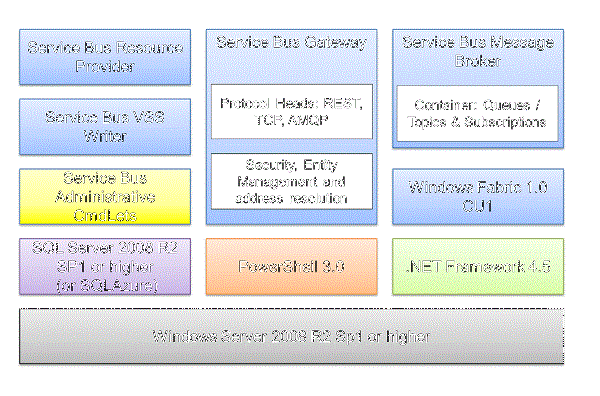 Service Bus Resource
Provider
Service Bus Gateway
Service Bus Message
Broker
Protocol Heads: REST,
TCP, AMQP
Container: Queues /
Topics & Subscriptions
Service Bus VSS
Writer
Security, Entity
Management and
address resolution
Service Bus
Administrative
CmdLets
Windows Fabric 1.0
CU1
SQL Server 2008 R2
SP1 or higher
(or SQLAzure)
PowerShell 3.0
.NET Framework 4.5
Windows Server 2008 R2 Sp1 or higher